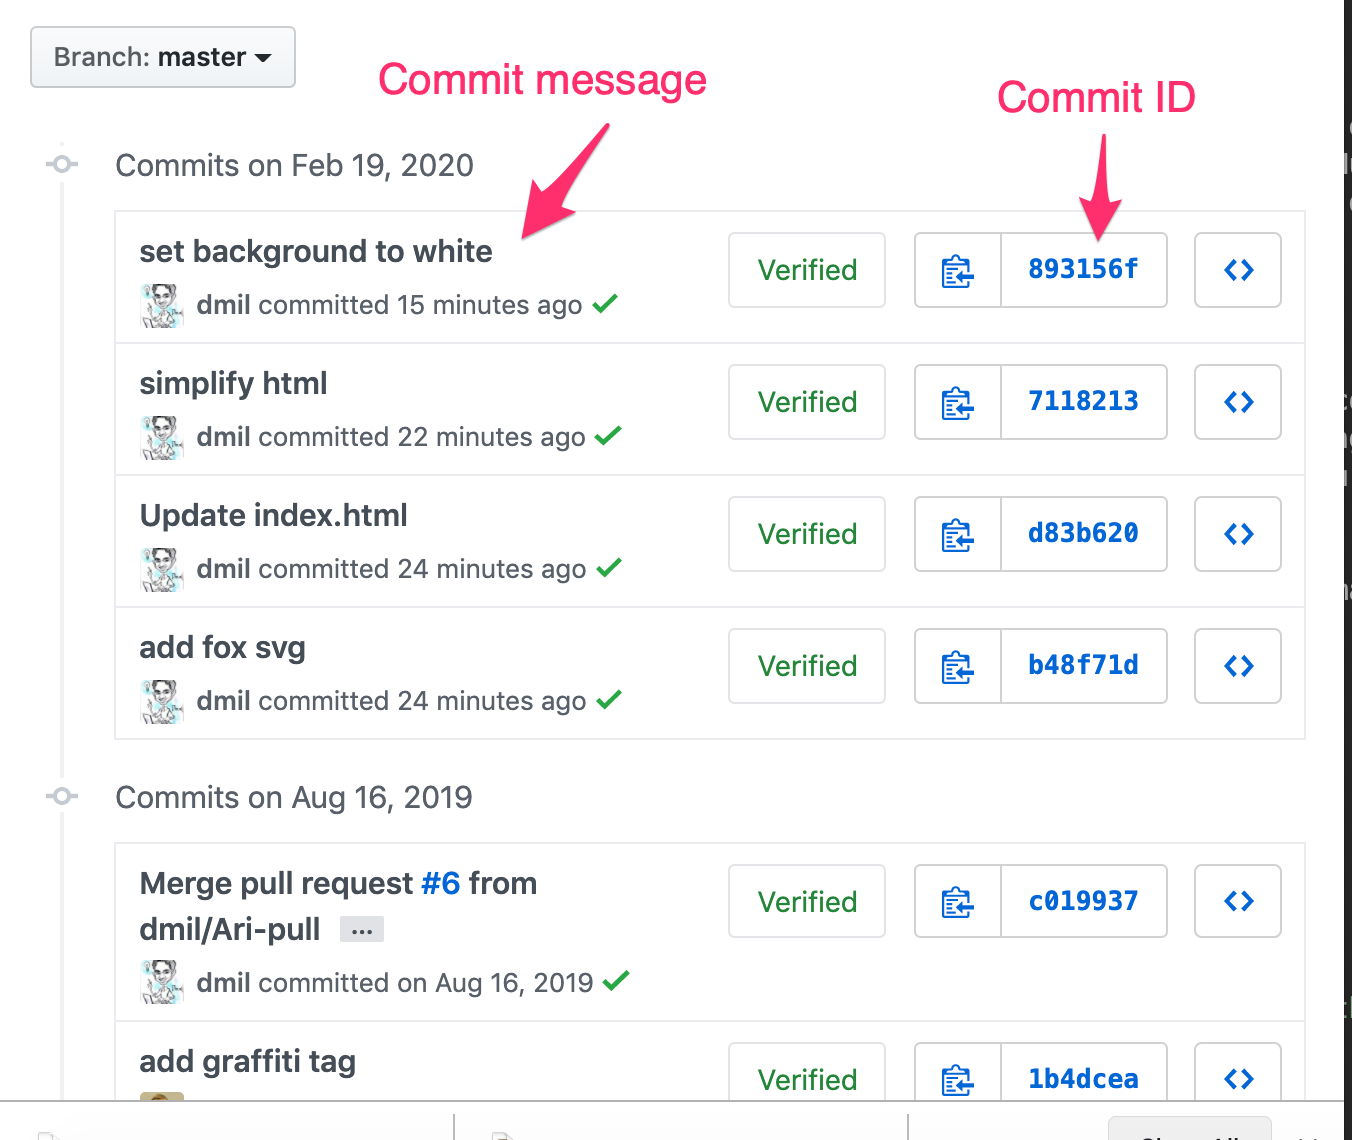 Branch: master
Commit message
Commit ID
Commits on Feb 19, 2020
set background to white
dmil committed 15 minutes ago
Verified
893156f
simplify html
dmil committed 22 minutes ago
Verified
7118213
Update index.html
dmil committed 24 minutes ago
Verified
d83b620
add fox svg
dmil committed 24 minutes ago
Verified
b48f71d
Commits on Aug 16, 2019
Merge pull request #6 from
dmil/Ari-pull ...
dmil committed on Aug 16, 2019
Verified
c019937
add graffiti tag
Verified
1b4dcea